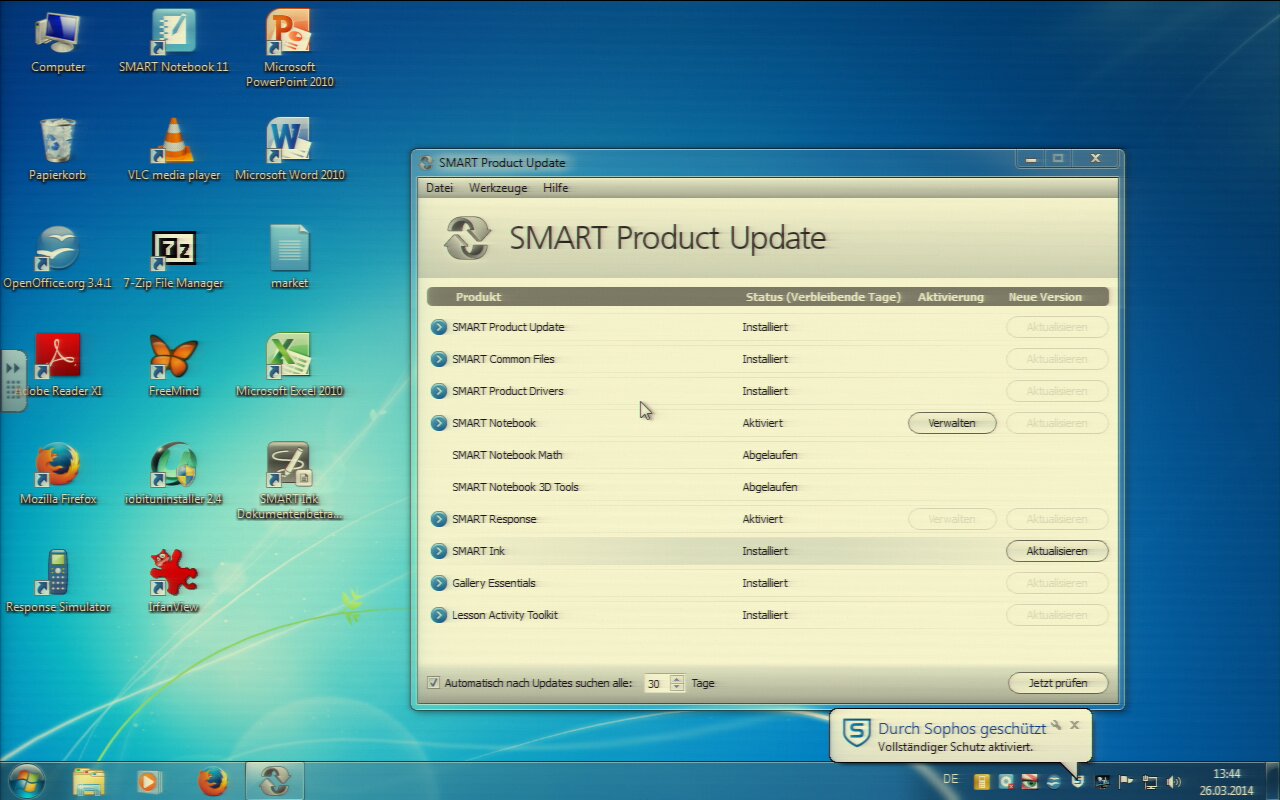 Computer
SMART Notebook 11
Microsoft
PowerPoint 2010
Papierkorb
VLC media player
Microsoft Word 2010
OpenOffice.org 3.4.1
7z
7-Zip File Manager
market
Adobe Reader XI
FreeMind
Microsoft Excel 2010
Mozilla Firefox
iobituninstaller 2.4
SMART Ink
Dokumentenbetra...
Response Simulator
IrfanView
SMART Product Update
Datei Werkzeuge Hilfe
SMART Product Update
Produkt Status (Verbleibende Tage) Aktivierung Neue Version
SMART Product Update Installiert Aktualisieren
SMART Common Files Installiert Aktualisieren
SMART Product Drivers Installiert Aktualisieren
SMART Notebook Aktiviert Verwalten Aktualisieren
SMART Notebook Math Abgelaufen
SMART Notebook 3D Tools Abgelaufen
SMART Response Aktiviert Verwalten Aktualisieren
SMART Ink Installiert Aktualisieren
Gallery Essentials Installiert Aktualisieren
Lesson Activity Toolkit Installiert Aktualisieren
Automatisch nach Updates suchen alle: 30 Tage Jetzt prüfen
Durch Sophos geschützt
Vollständiger Schutz aktiviert.
DE
13:44
26.03.2014